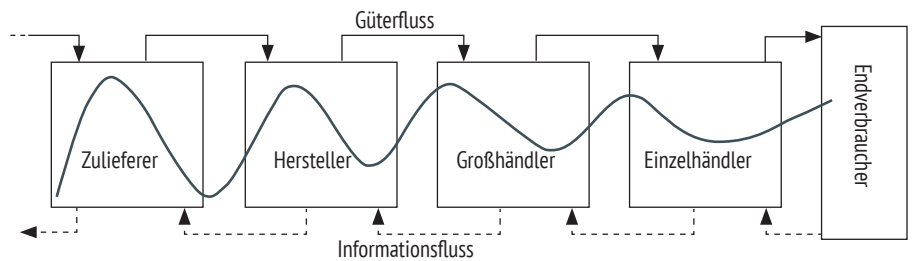 Güterfluss
Zulieferer
Hersteller
Großhändler
Einzelhändler
Endverbraucher
Informationsfluss